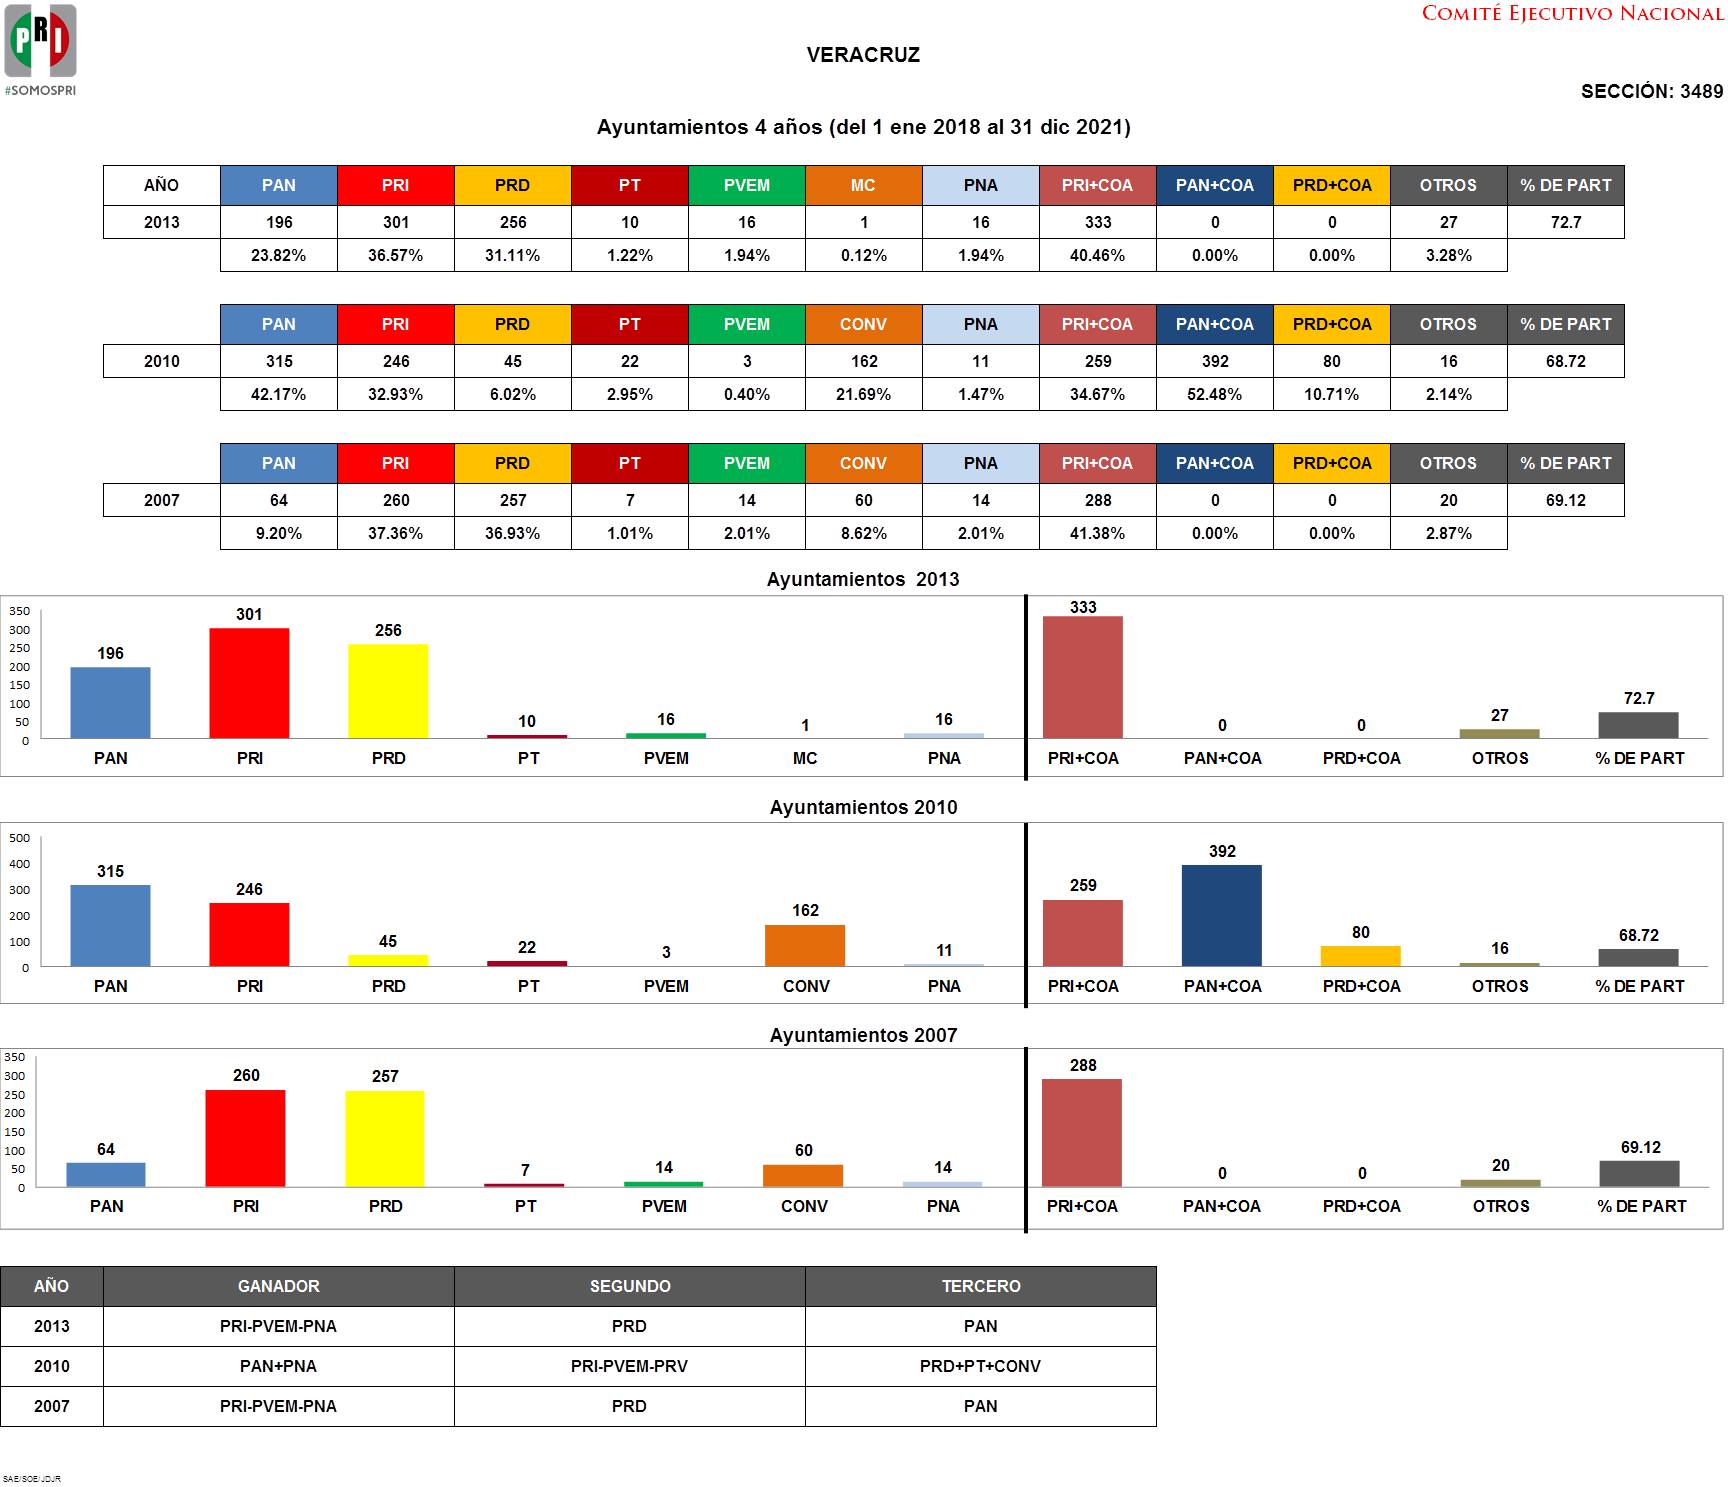 PRI
#SOMOSPRI
COMITÉ EJECUTIVO NACIONAL
VERACRUZ
SECCIÓN: 3489
Ayuntamientos 4 años (del 1 ene 2018 al 31 dic 2021)
AÑO PAN PRI PRD PT PVEM MC PNA PRI+COA PAN+COA PRD+COA OTROS % DE PART
2013 196 301 256 10 16 1 16 333 0 0 27 72.7
23.82% 36.57% 31.11% 1.22% 1.94% 0.12% 1.94% 40.46% 0.00% 0.00% 3.28%
PAN PRI PRD PT PVEM CONV PNA PRI+COA PAN+COA PRD+COA OTROS % DE PART
2010 315 246 45 22 3 162 11 259 392 80 16 68.72
42.17% 32.93% 6.02% 2.95% 0.40% 21.69% 1.47% 34.67% 52.48% 10.71% 2.14%
PAN PRI PRD PT PVEM CONV PNA PRI+COA PAN+COA PRD+COA OTROS % DE PART
2007 64 260 257 7 14 60 14 288 0 0 20 69.12
9.20% 37.36% 36.93% 1.01% 2.01% 8.62% 2.01% 41.38% 0.00% 0.00% 2.87%
Ayuntamientos 2013
350
300
250
200
150
100
50
0
196 301 256 10 16 1 16 333 0 0 27 72.7
PAN PRI PRD PT PVEM MC PNA PRI+COA PAN+COA PRD+COA OTROS % DE PART
Ayuntamientos 2010
500
400
300
200
100
0
315 246 45 22 3 162 11 259 392 80 16 68.72
PAN PRI PRD PT PVEM CONV PNA PRI+COA PAN+COA PRD+COA OTROS % DE PART
Ayuntamientos 2007
350
300
250
200
150
100
50
0
64 260 257 7 14 60 14 288 0 0 20 69.12
PAN PRI PRD PT PVEM CONV PNA PRI+COA PAN+COA PRD+COA OTROS % DE PART
AÑO GANADOR SEGUNDO TERCERO
2013 PRI-PVEM-PNA PRD PAN
2010 PAN+PNA PRI-PVEM-PRV PRD+PT+CONV
2007 PRI-PVEM-PNA PRD PAN
SAE/SOE/JDJR